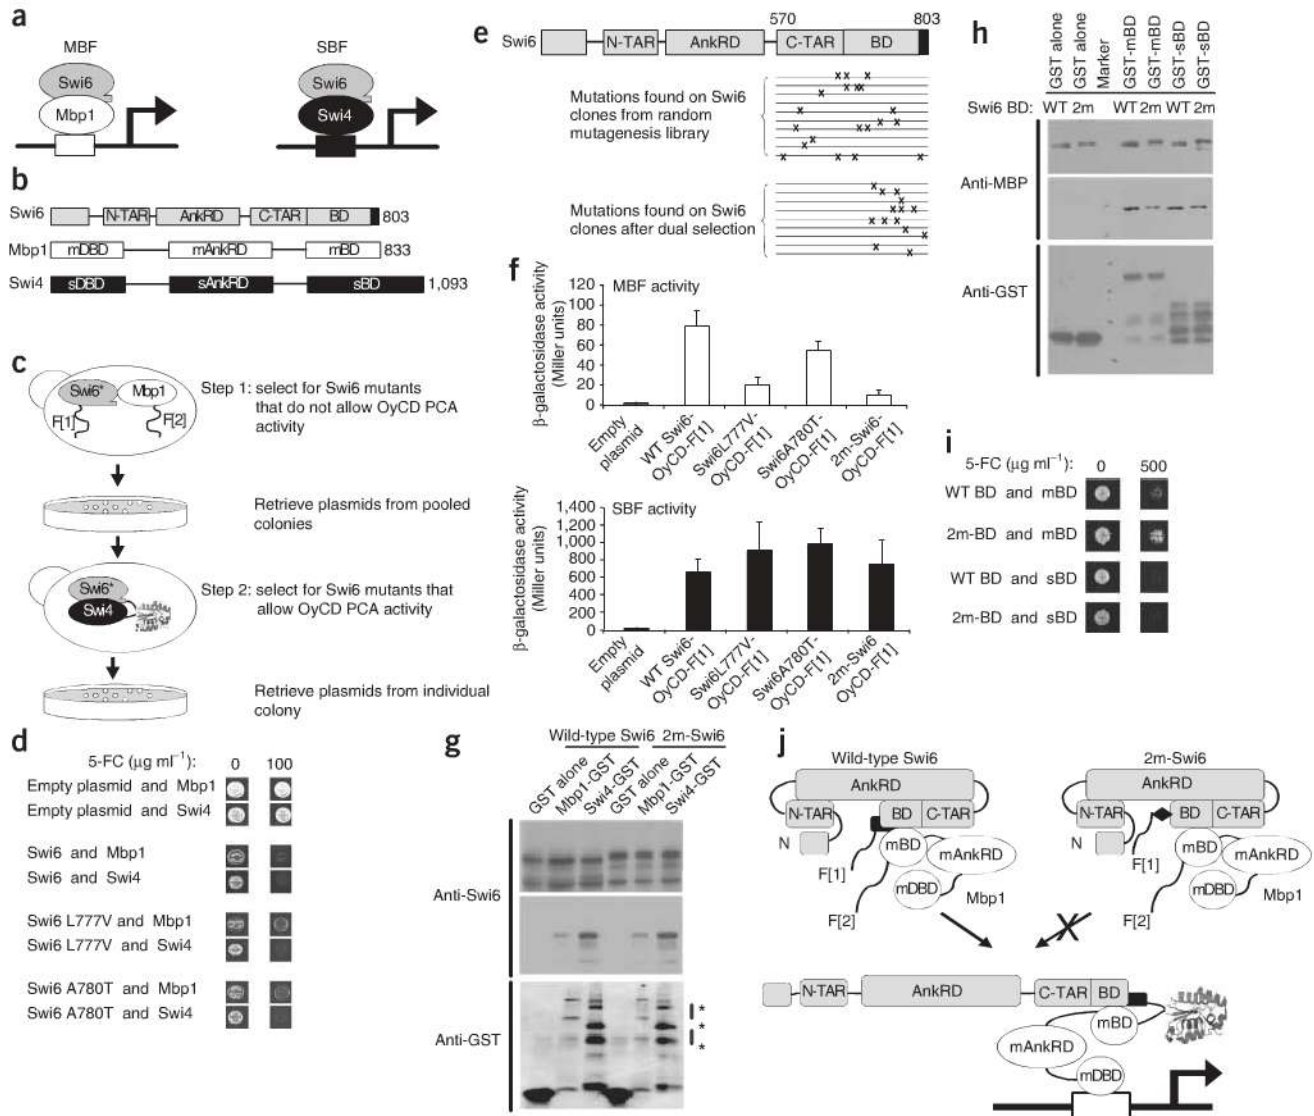 a
MBF
Swi6
Mbp1
SBF
Swi6
Swi4
b
Swi6 N-TAR AnkRD C-TAR BD 803
Mbp1 mDBD mAnkRD mBD 833
Swi4 sDBD sAnkRD sBD 1,093
c
Swi6* Mbp1
F[1] F[2]
Step 1: select for Swi6 mutants
that do not allow OyCD PCA
activity
Retrieve plasmids from pooled
colonies
Swi6*
Swi4
Step 2: select for Swi6 mutants that
allow OyCD PCA activity
Retrieve plasmids from individual
colony
d
5-FC (μg ml⁻¹): 0 100
Empty plasmid and Mbp1
Empty plasmid and Swi4
Swi6 and Mbp1
Swi6 and Swi4
Swi6 L777V and Mbp1
Swi6 L777V and Swi4
Swi6 A780T and Mbp1
Swi6 A780T and Swi4
e
570 803
Swi6 N-TAR AnkRD C-TAR BD
Mutations found on Swi6
clones from random
mutagenesis library
Mutations found on Swi6
clones after dual selection
f
MBF activity
β-galactosidase activity
(Miller units)
120
100
80
60
40
20
0
Empty
plasmid
WT Swi6-
OyCD-F[1]
Swi6L777V-
OyCD-F[1]
Swi6A780T-
OyCD-F[1]
2m-Swi6-
OyCD-F[1]
SBF activity
β-galactosidase activity
(Miller units)
1,400
1,200
1,000
800
600
400
200
0
Empty
plasmid
WT Swi6-
OyCD-F[1]
Swi6L777V-
OyCD-F[1]
Swi6A780T-
OyCD-F[1]
2m-Swi6
OyCD-F[1]
g
Wild-type Swi6 2m-Swi6
GST alone
Mbp1-GST
Swi4-GST
GST alone
Mbp1-GST
Swi4-GST
Anti-Swi6
Anti-GST
*
*
*
h
GST alone
GST alone
Marker
GST-mBD
GST-mBD
GST-sBD
GST-sBD
Swi6 BD: WT 2m WT 2m WT 2m
Anti-MBP
Anti-GST
i
5-FC (μg ml⁻¹): 0 500
WT BD and mBD
2m-BD and mBD
WT BD and sBD
2m-BD and sBD
j
Wild-type Swi6
AnkRD
N-TAR BD C-TAR
N
mBD
mAnkRD
F[1]
mDBD
Mbp1
F[2]
2m-Swi6
AnkRD
N-TAR BD C-TAR
N
mBD
mAnkRD
F[1]
mDBD
Mbp1
F[2]
X
N-TAR AnkRD C-TAR BD
mBD
mAnkRD
mDBD